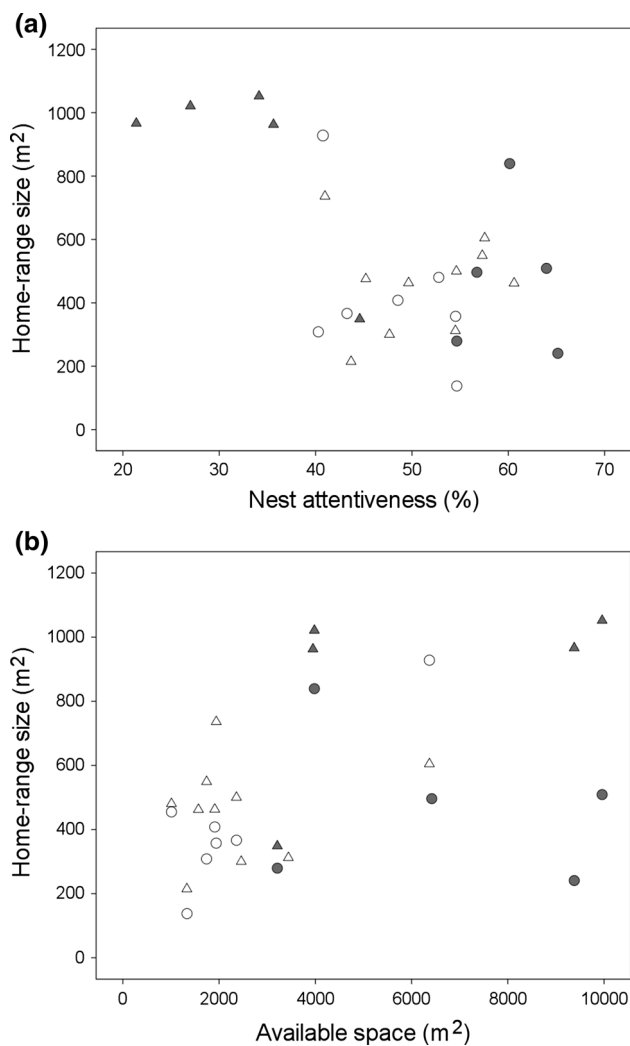 (a)
1200
1000
800
600
400
200
0
Home-range size (m²)
20 30 40 50 60 70
Nest attentiveness (%)
(b)
1200
1000
800
600
400
200
0
Home-range size (m²)
0 2000 4000 6000 8000 10000
Available space (m²)